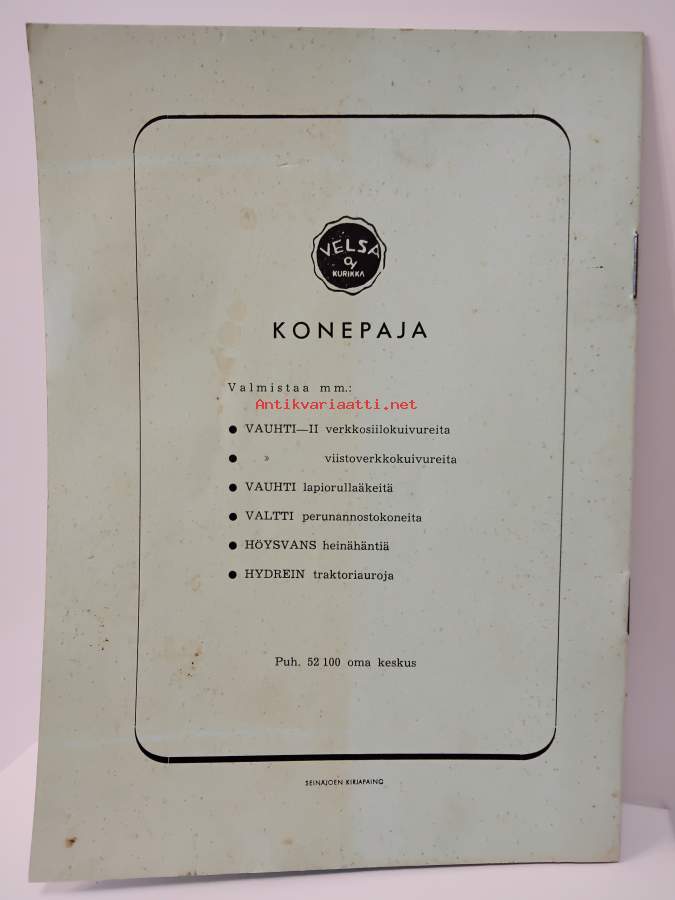 VELSA
OY
KURIKKA
KONEPAJA
Valmistaa mm.:
Antikvariaatti.net
● VAUHTI—II verkkosiilokuivureita
● » viistoverkkokuivureita
● VAUHTI lapiorullaäkeitä
● VALTTI perunannostokoneita
● HÖYSVANS heinähäntiä
● HYDREIN traktoriauroja
Puh. 52 100 oma keskus
SEINÄJOEN KIRJAPAINO